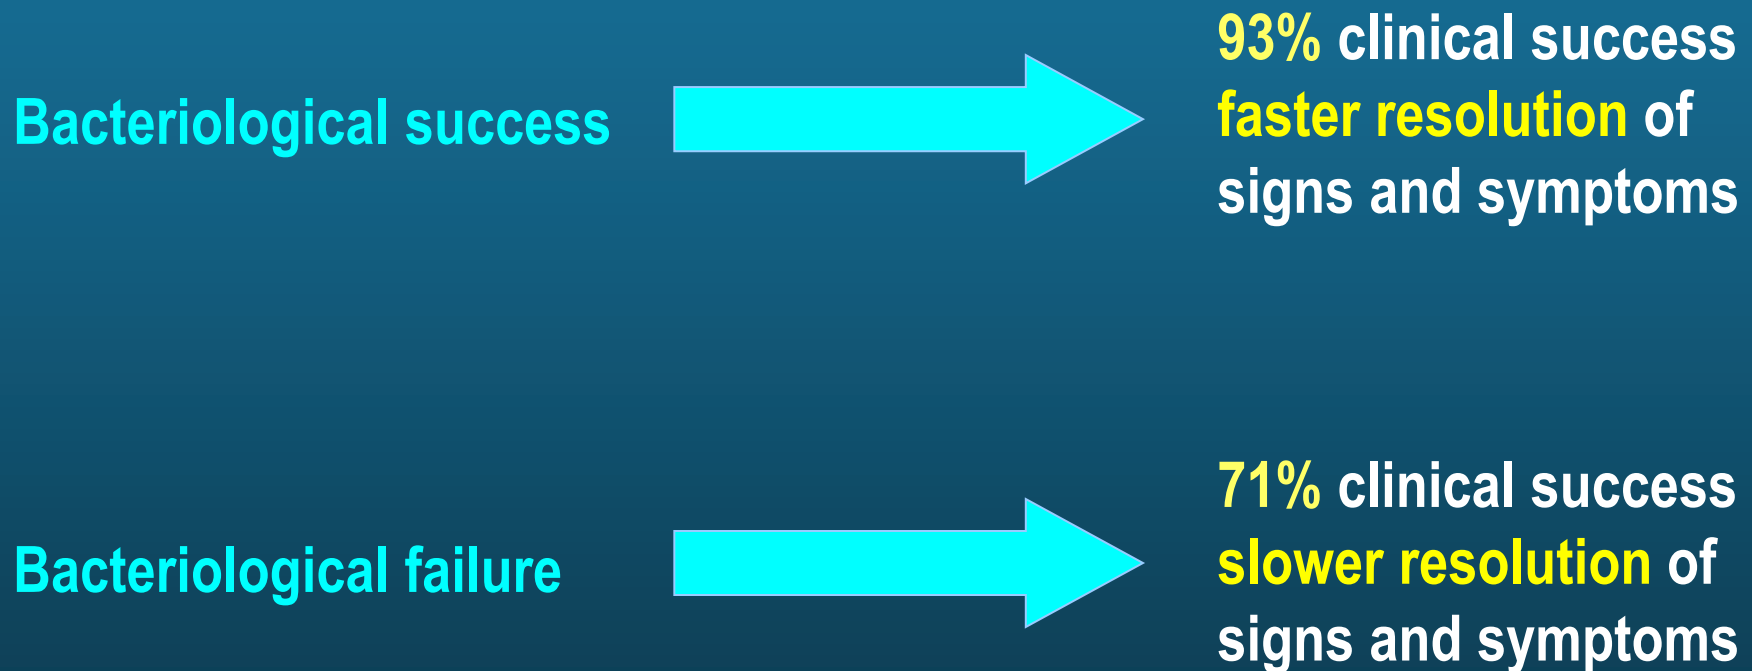 93% clinical success
Bacteriological success
faster resolution of
signs and symptoms
71% clinical success
Bacteriological failure
slower resolution of
signs and symptoms